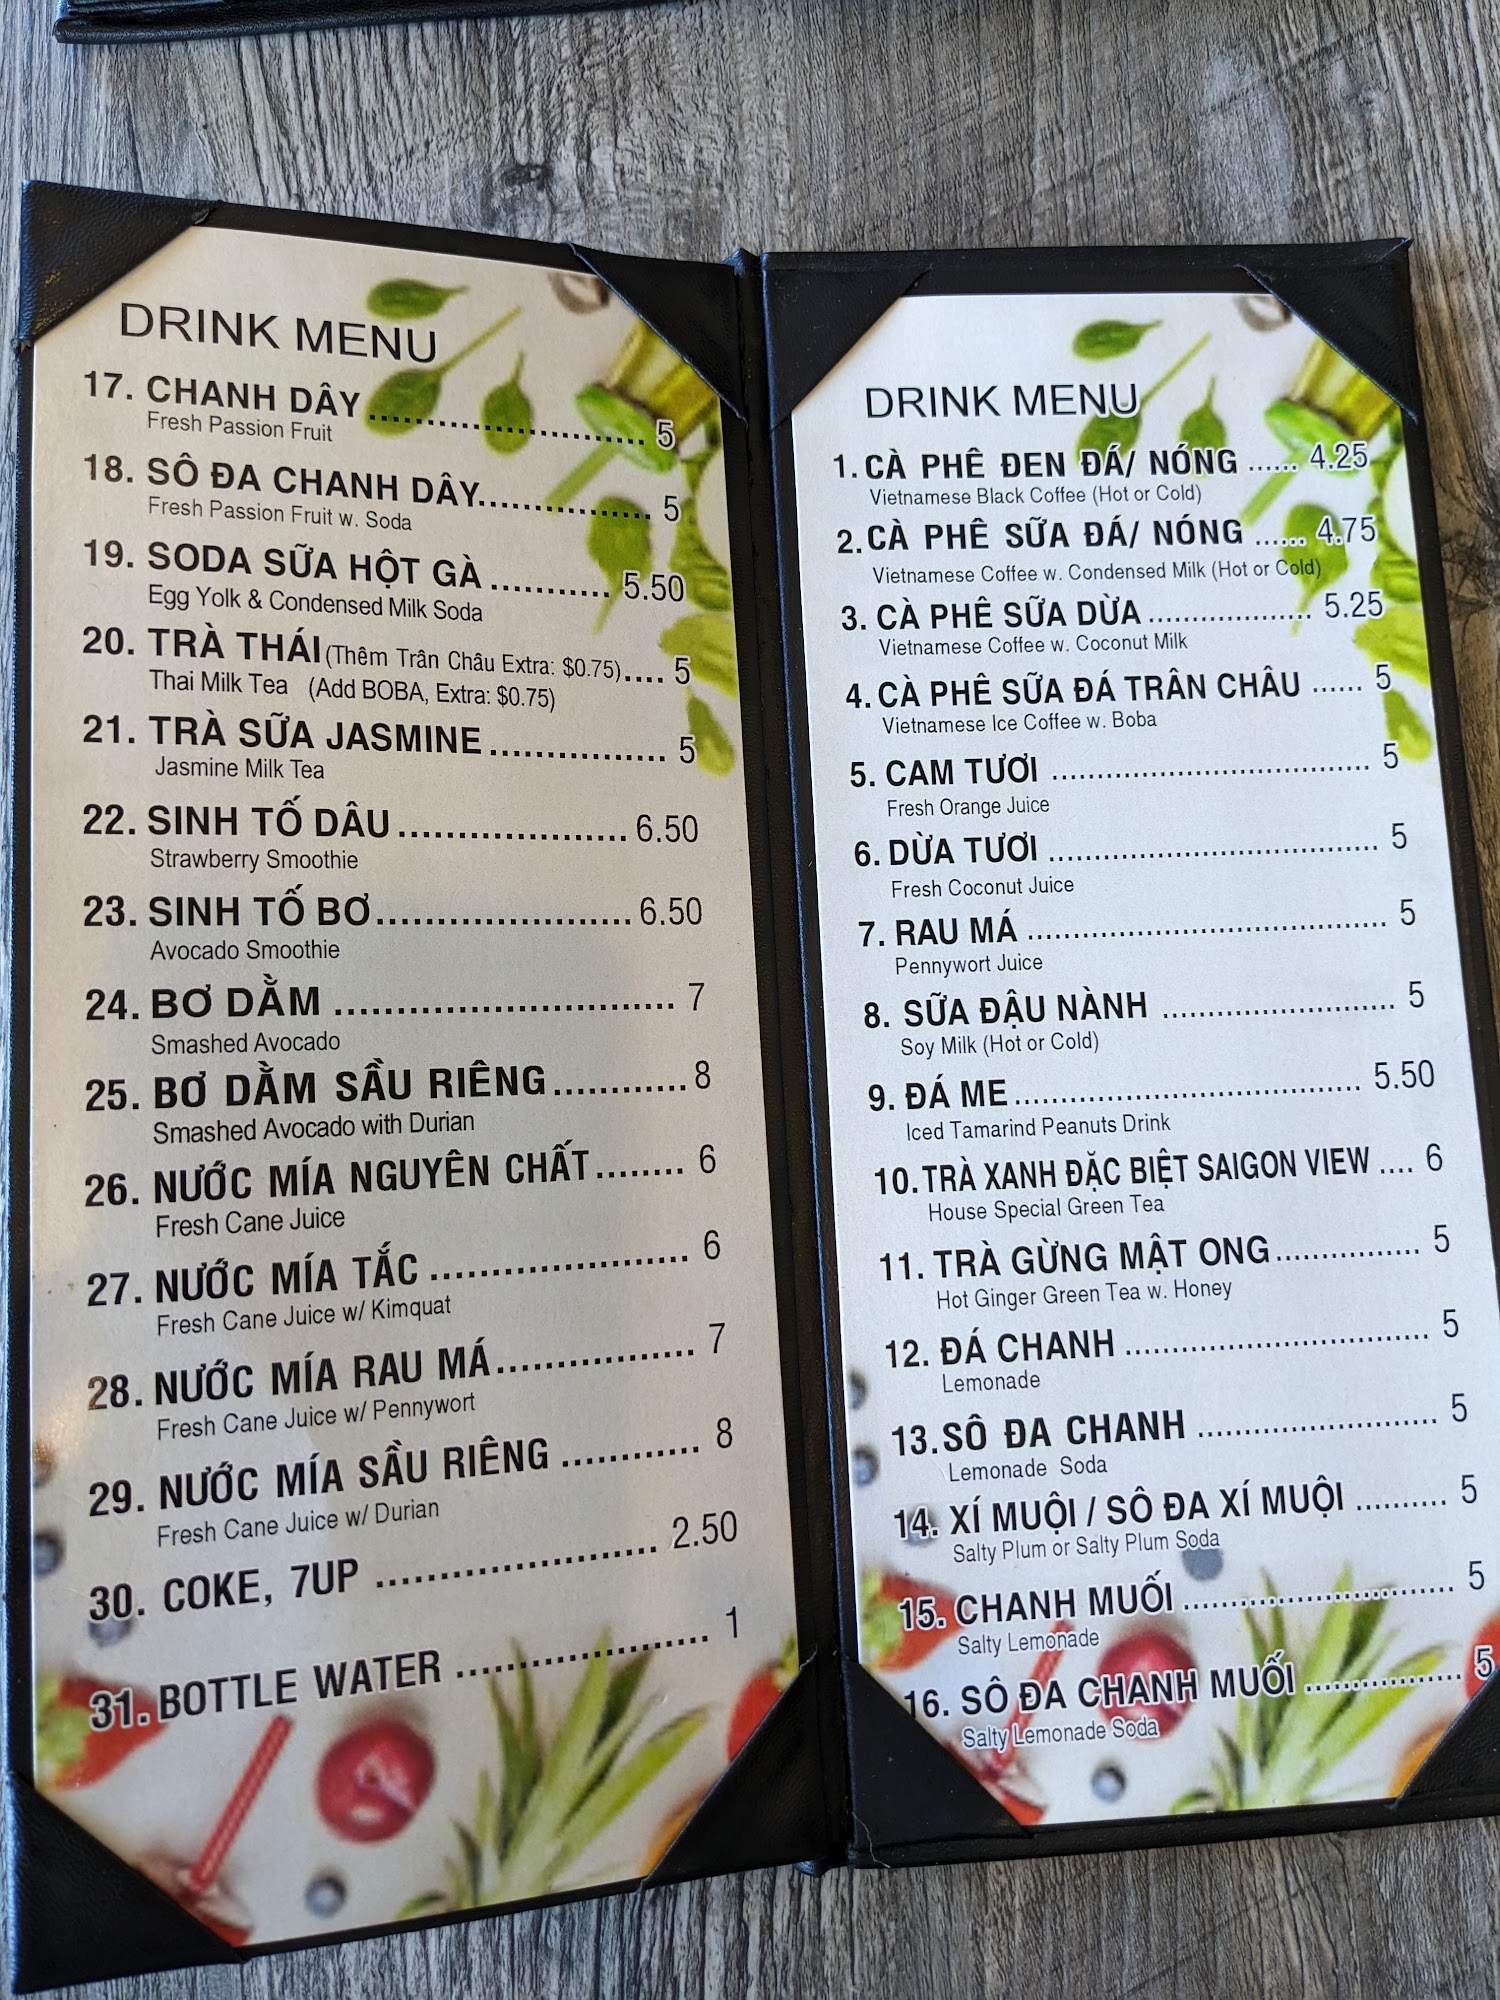 DRINK MENU
17. CHANH DÂY .......................... 5
Fresh Passion Fruit
18. SÔ ĐA CHANH DÂY................. 5
Fresh Passion Fruit w. Soda
19. SODA SỮA HỘT GÀ ........... 5.50
Egg Yolk & Condensed Milk Soda
20. TRÀ THÁI (Thêm Trân Châu Extra: $0.75).... 5
Thai Milk Tea (Add BOBA, Extra: $0.75)
21. TRÀ SỮA JASMINE ................ 5
Jasmine Milk Tea
22. SINH TỐ DÂU ..................... 6.50
Strawberry Smoothie
23. SINH TỐ BƠ....................... 6.50
Avocado Smoothie
24. BƠ DẰM ............................. 7
Smashed Avocado
25. BƠ DẰM SẦU RIÊNG............ 8
Smashed Avocado with Durian
26. NƯỚC MÍA NGUYÊN CHẤT........ 6
Fresh Cane Juice
27. NƯỚC MÍA TẮC ..................... 6
Fresh Cane Juice w/ Kimquat
28. NƯỚC MÍA RAU MÁ................ 7
Fresh Cane Juice w/ Pennywort
29. NƯỚC MÍA SẦU RIÊNG ............ 8
Fresh Cane Juice w/ Durian
30. COKE, 7UP ....................... 2.50
31. BOTTLE WATER ..................... 1
DRINK MENU
1. CÀ PHÊ ĐEN ĐÁ/ NÓNG ...... 4.25
Vietnamese Black Coffee (Hot or Cold)
2. CÀ PHÊ SỮA ĐÁ/ NÓNG ...... 4.75
Vietnamese Coffee w. Condensed Milk (Hot or Cold)
3. CÀ PHÊ SỮA DỪA .................. 5.25
Vietnamese Coffee w. Coconut Milk
4. CÀ PHÊ SỮA ĐÁ TRÂN CHÂU ...... 5
Vietnamese Ice Coffee w. Boba
5. CAM TƯƠI ................................... 5
Fresh Orange Juice
6. DỪA TƯƠI .................................... 5
Fresh Coconut Juice
7. RAU MÁ ....................................... 5
Pennywort Juice
8. SỮA ĐẬU NÀNH .......................... 5
Soy Milk (Hot or Cold)
9. ĐÁ ME ...................................... 5.50
Iced Tamarind Peanuts Drink
10. TRÀ XANH ĐẶC BIỆT SAIGON VIEW .... 6
House Special Green Tea
11. TRÀ GỪNG MẬT ONG................ 5
Hot Ginger Green Tea w. Honey
12. ĐÁ CHANH .................................. 5
Lemonade
13. SÔ ĐA CHANH ........................... 5
Lemonade Soda
14. XÍ MUỘI / SÔ ĐA XÍ MUỘI .......... 5
Salty Plum or Salty Plum Soda
15. CHANH MUỐI .............................. 5
Salty Lemonade
16. SÔ ĐA CHANH MUỐI .................. 5
Salty Lemonade Soda